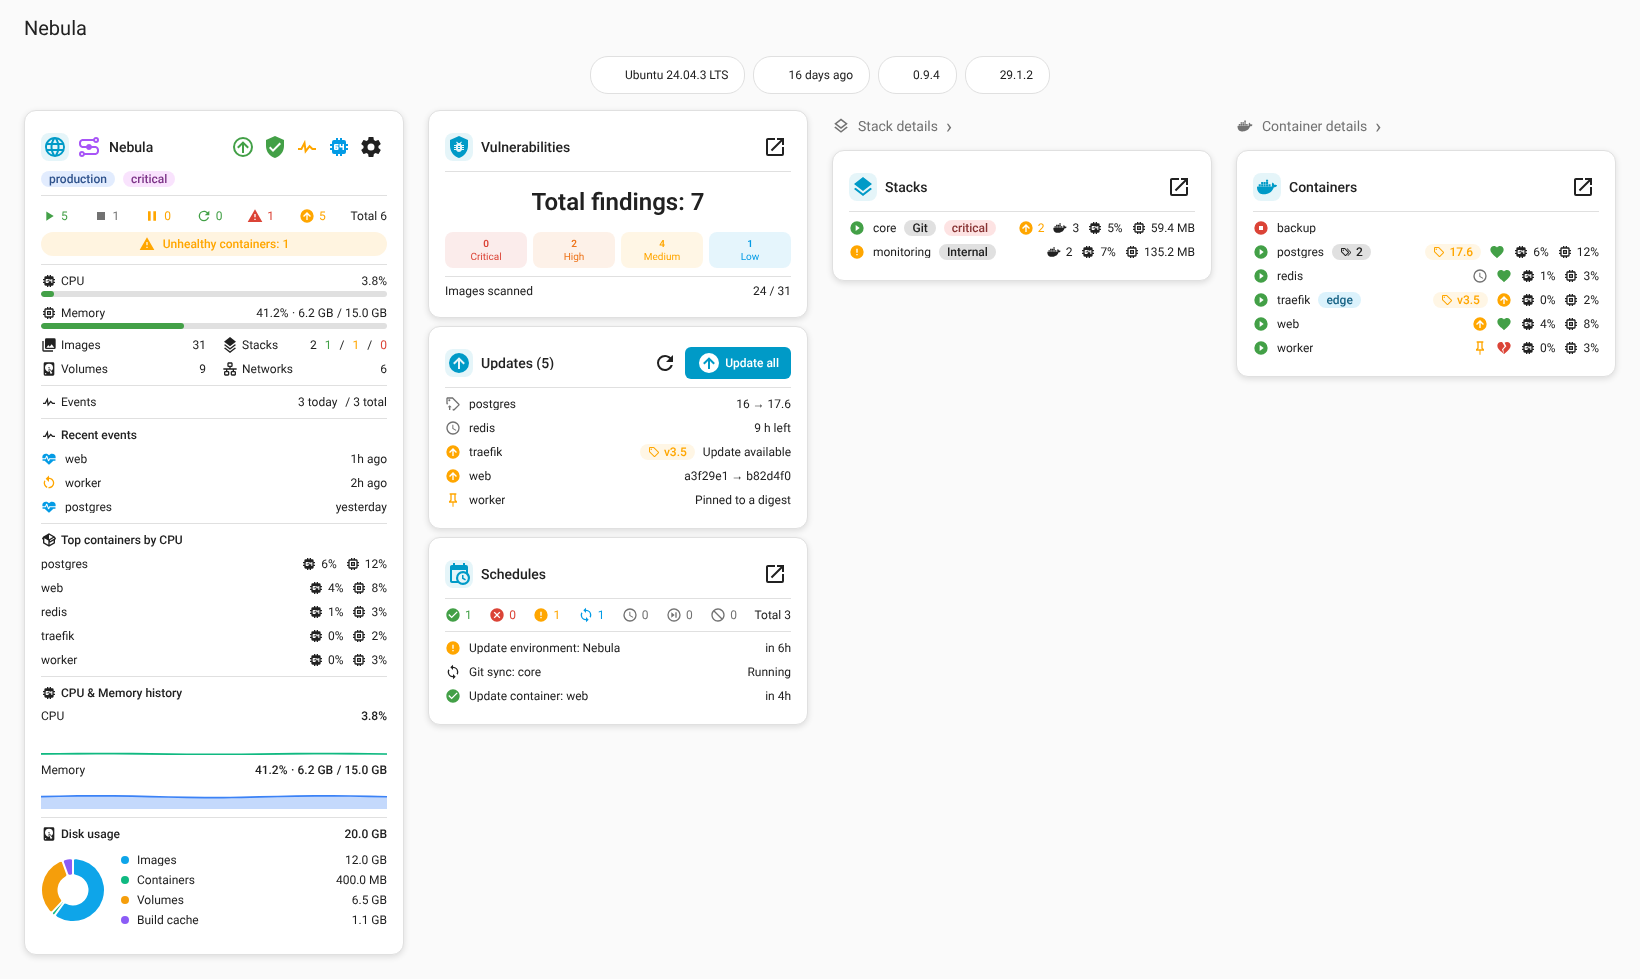 Nebula
Ubuntu 24.04.3 LTS
16 days ago
0.9.4
29.1.2
Nebula
64
production critical
5 1 0 0 1 5 Total 6
Unhealthy containers: 1
CPU 3.8%
Memory 41.2% · 6.2 GB / 15.0 GB
Images 31 Stacks 2 1 / 1 / 0
Volumes 9 Networks 6
Events 3 today / 3 total
Recent events
web 1h ago
worker 2h ago
postgres yesterday
Top containers by CPU
postgres 6% 12%
web 4% 8%
redis 1% 3%
traefik 0% 2%
worker 0% 3%
CPU & Memory history
CPU 3.8%
Memory 41.2% · 6.2 GB / 15.0 GB
Disk usage 20.0 GB
Images 12.0 GB
Containers 400.0 MB
Volumes 6.5 GB
Build cache 1.1 GB
Vulnerabilities
Total findings: 7
0 Critical
2 High
4 Medium
1 Low
Images scanned 24 / 31
Updates (5) Update all
postgres 16 → 17.6
redis 9 h left
traefik v3.5 Update available
web a3f29e1 → b82d4f0
worker Pinned to a digest
Schedules
1 0 1 1 0 0 0 Total 3
Update environment: Nebula in 6h
Git sync: core Running
Update container: web in 4h
Stack details ›
Stacks
core Git critical 2 3 5% 59.4 MB
monitoring Internal 2 7% 135.2 MB
Container details ›
Containers
backup
postgres 2 17.6 6% 12%
redis 1% 3%
traefik edge v3.5 0% 2%
web 4% 8%
worker 0% 3%